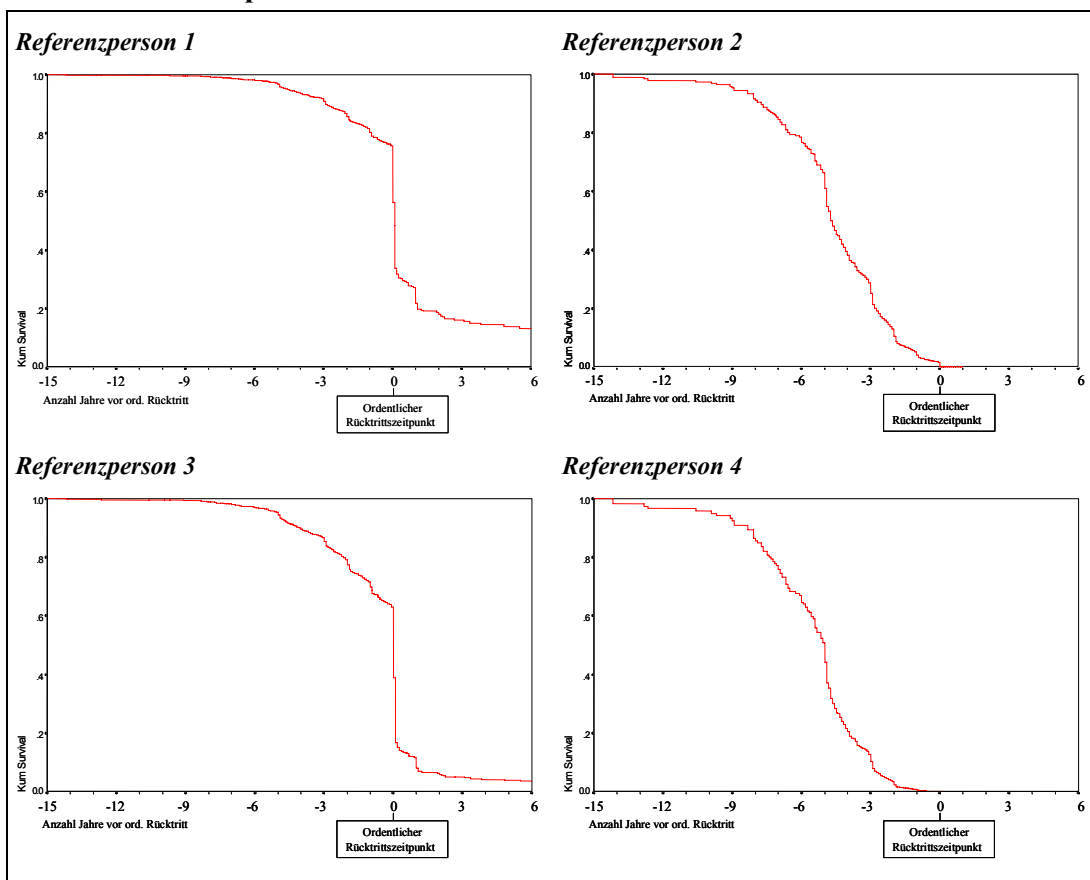 Referenzperson 1
1.0
.8
.6
.4
.2
0.0
Kum Survival
-15 -12 -9 -6 -3 0 3 6
Anzahl Jahre vor ord. Rücktritt
Ordentlicher
Rücktrittszeitpunkt
Referenzperson 2
1.0
.8
.6
.4
.2
0.0
Kum Survival
-15 -12 -9 -6 -3 0 3 6
Anzahl Jahre vor ord. Rücktritt
Ordentlicher
Rücktrittszeitpunkt
Referenzperson 3
1.0
.8
.6
.4
.2
0.0
Kum Survival
-15 -12 -9 -6 -3 0 3 6
Anzahl Jahre vor ord. Rücktritt
Ordentlicher
Rücktrittszeitpunkt
Referenzperson 4
1.0
.8
.6
.4
.2
0.0
Kum Survival
-15 -12 -9 -6 -3 0 3 6
Anzahl Jahre vor ord. Rücktritt
Ordentlicher
Rücktrittszeitpunkt